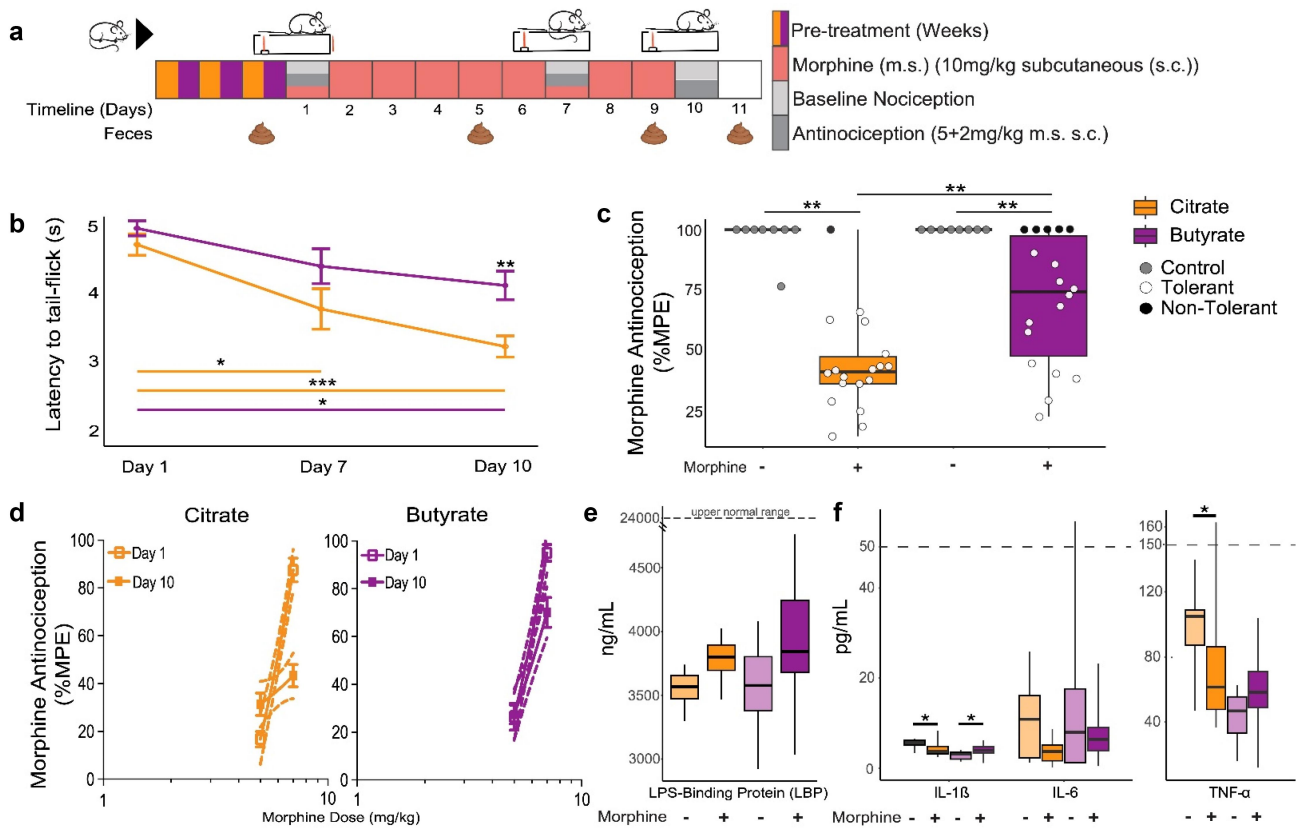 a
Pre-treatment (Weeks)
Morphine (m.s.) (10mg/kg subcutaneous (s.c.))
Baseline Nociception
Antinociception (5+2mg/kg m.s. s.c.)
Timeline (Days) 1 2 3 4 5 6 7 8 9 10 11
Feces
b
Latency to tail-flick (s)
5
4
3
2
**
*
***
*
Day 1 Day 7 Day 10
c
Morphine Antinociception
(%MPE)
100
75
50
25
**
** **
Morphine - + - +
Citrate
Butyrate
Control
Tolerant
Non-Tolerant
d
Citrate Butyrate
Morphine Antinociception
(%MPE)
100
80
60
40
20
0
Day 1
Day 10
1 10
100
80
60
40
20
0
Day 1
Day 10
1 10
Morphine Dose (mg/kg)
e
ng/mL
24000
upper normal range
4000
3500
3000
LPS-Binding Protein (LBP)
Morphine - + - +
f
pg/mL
50
20
0
* *
IL-1ß IL-6
Morphine - + - + - + - +
160
150
120
80
40
*
TNF-α
- + - +